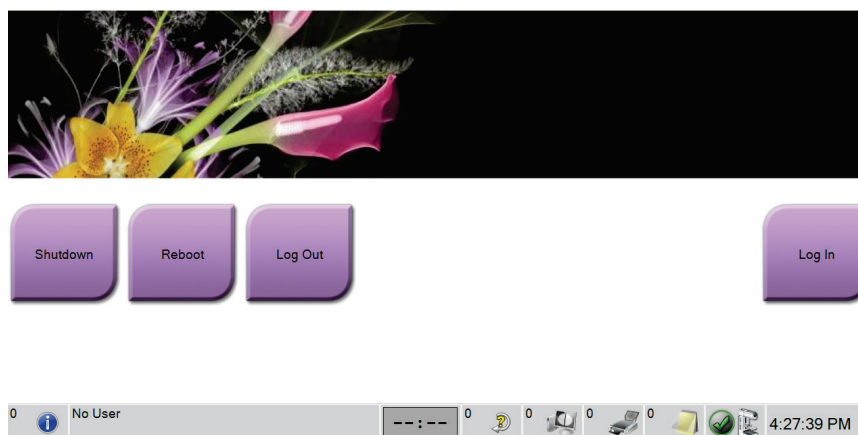 Shutdown
Reboot
Log Out
Log In
0
No User
--:--
0
0
0
0
4:27:39 PM